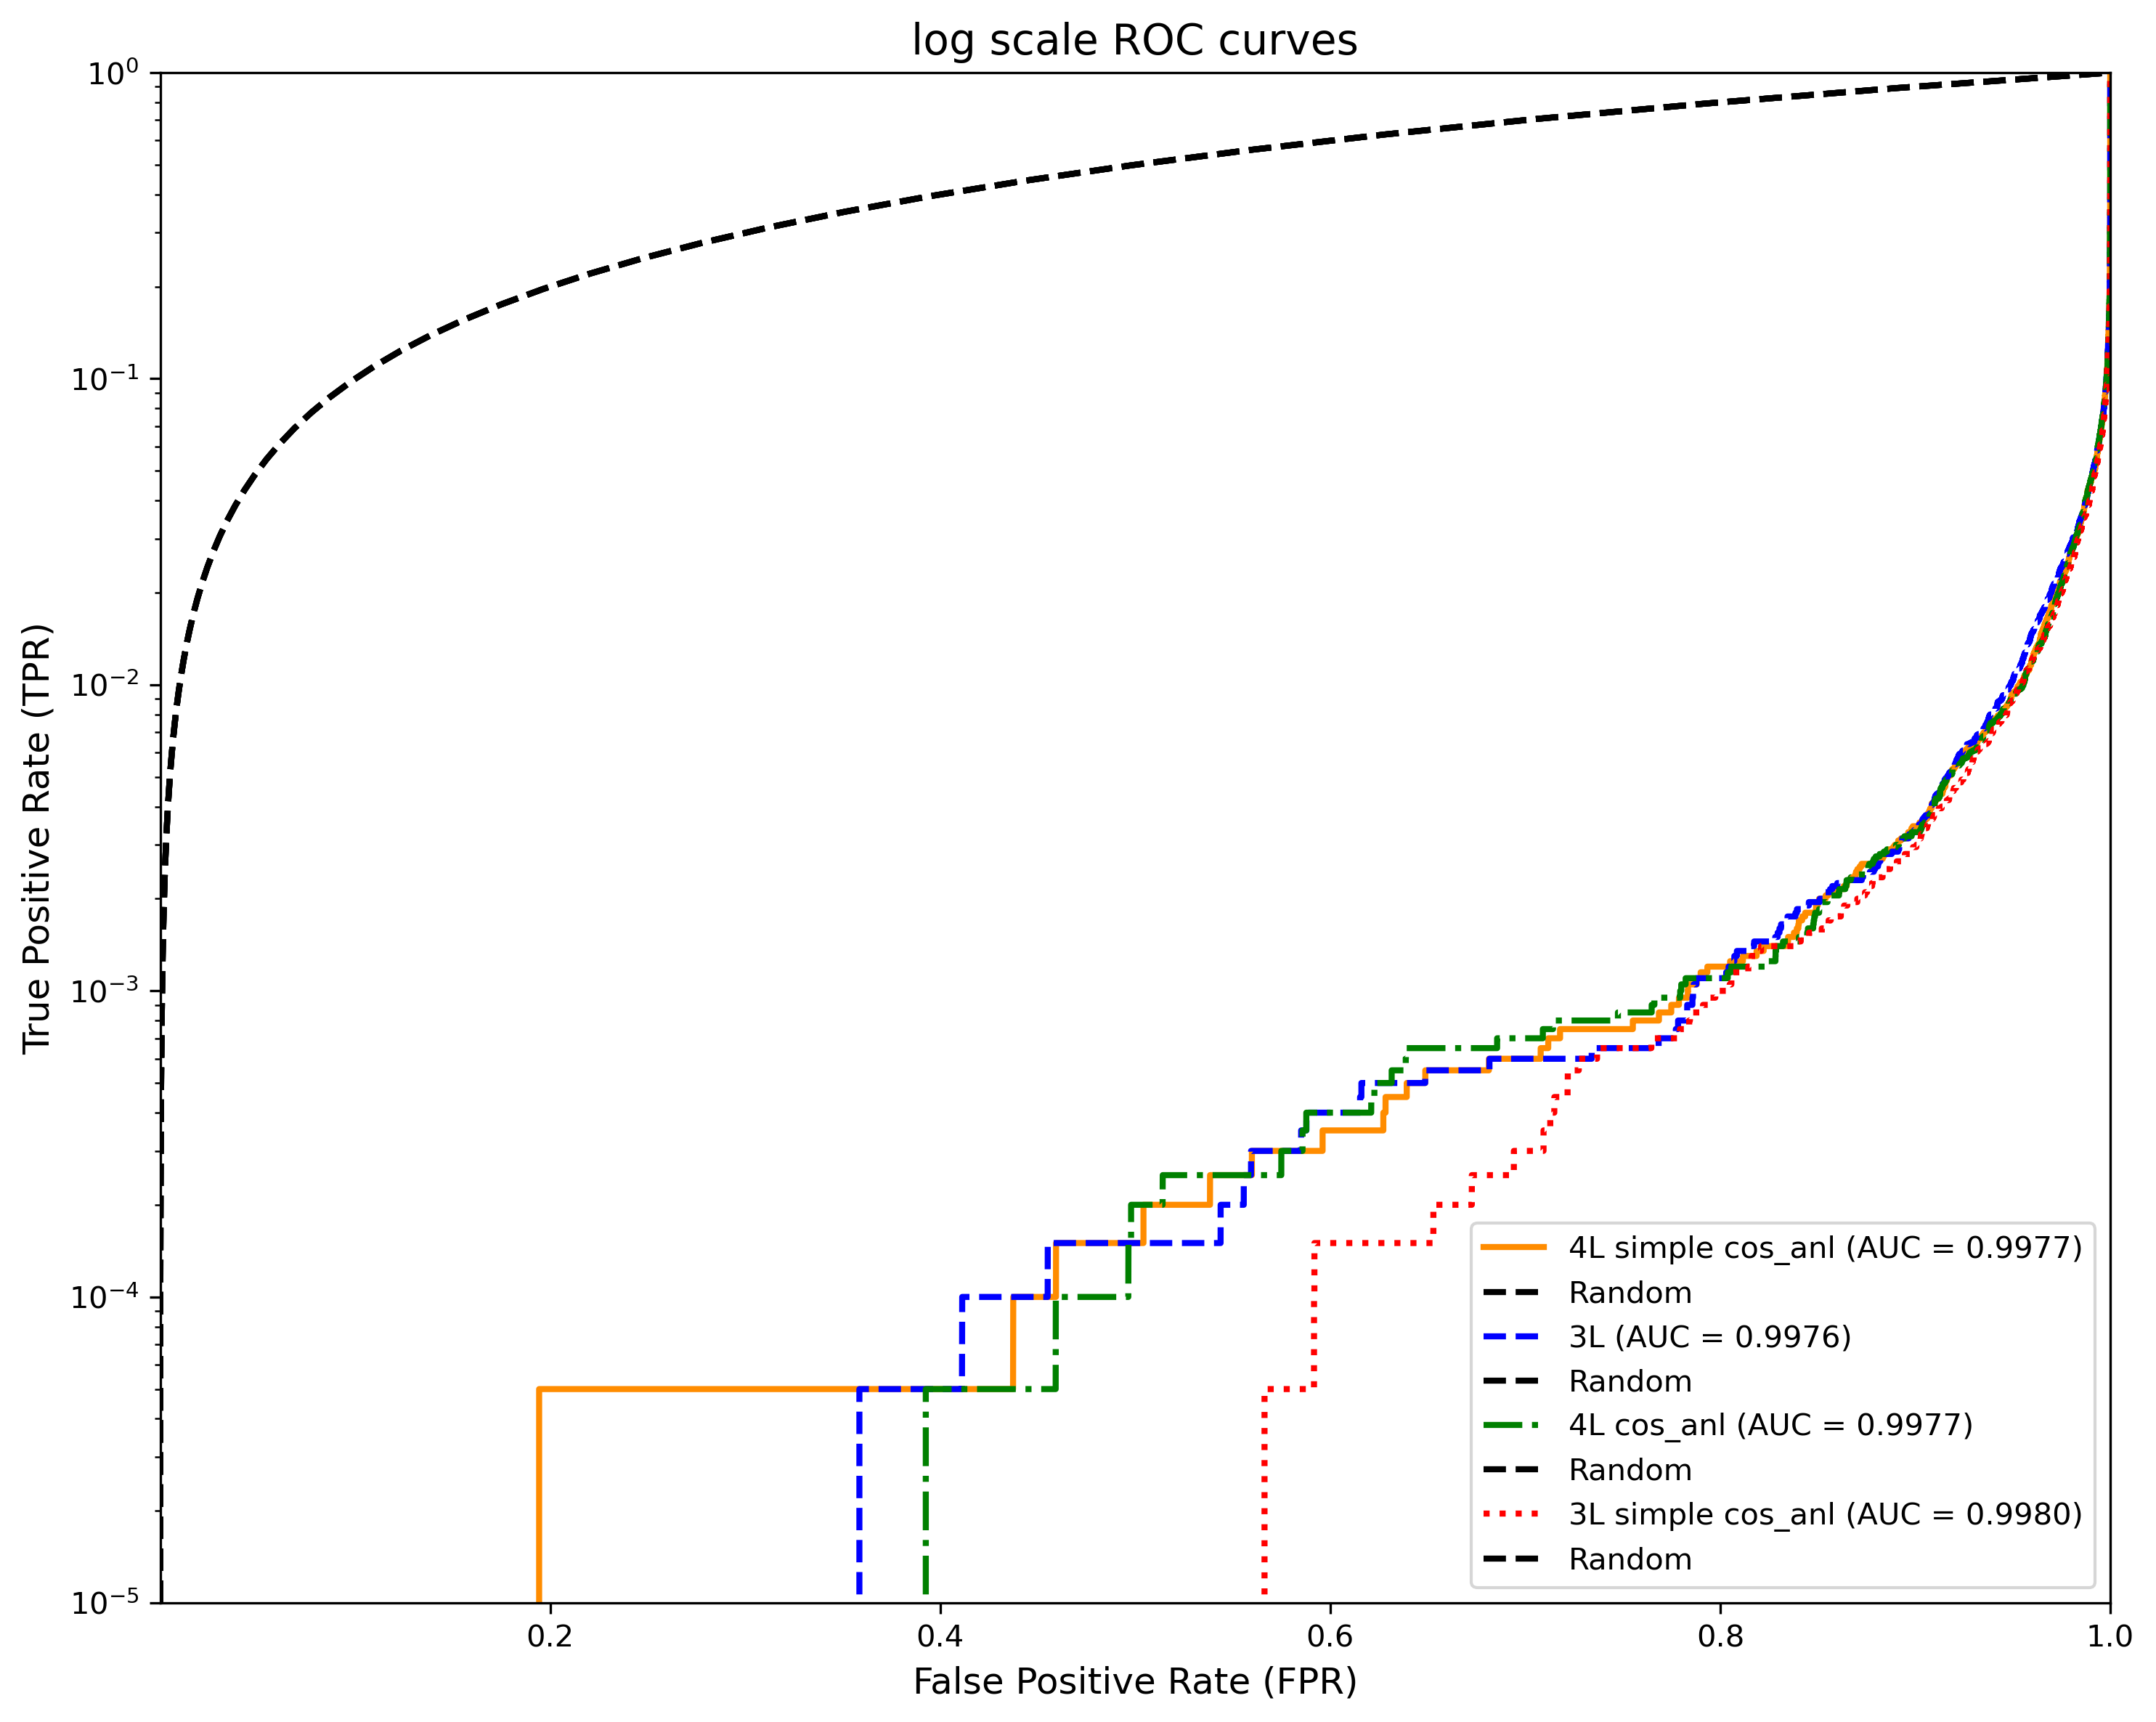 log scale ROC curves
10⁰
10⁻¹
10⁻²
10⁻³
10⁻⁴
10⁻⁵
True Positive Rate (TPR)
4L simple cos_anl (AUC = 0.9977)
Random
3L (AUC = 0.9976)
Random
4L cos_anl (AUC = 0.9977)
Random
3L simple cos_anl (AUC = 0.9980)
Random
0.2 0.4 0.6 0.8 1.0
False Positive Rate (FPR)